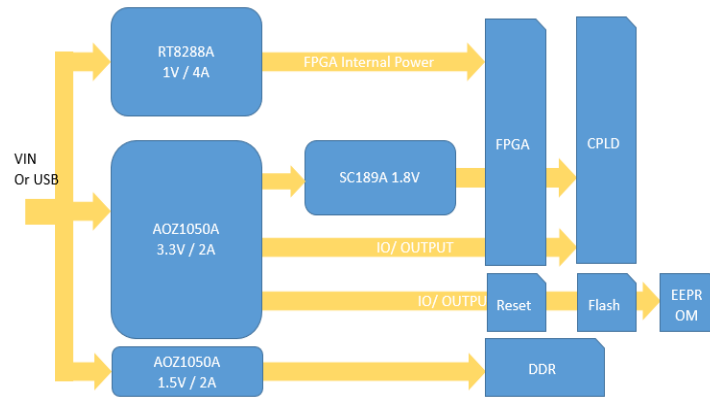 RT8288A
1V / 4A
FPGA Internal Power
FPGA
CPLD
VIN
Or USB
SC189A 1.8V
AOZ1050A
3.3V / 2A
IO/ OUTPUT
IO/ OUTPU
Reset
Flash
EEPR
OM
AOZ1050A
1.5V / 2A
DDR